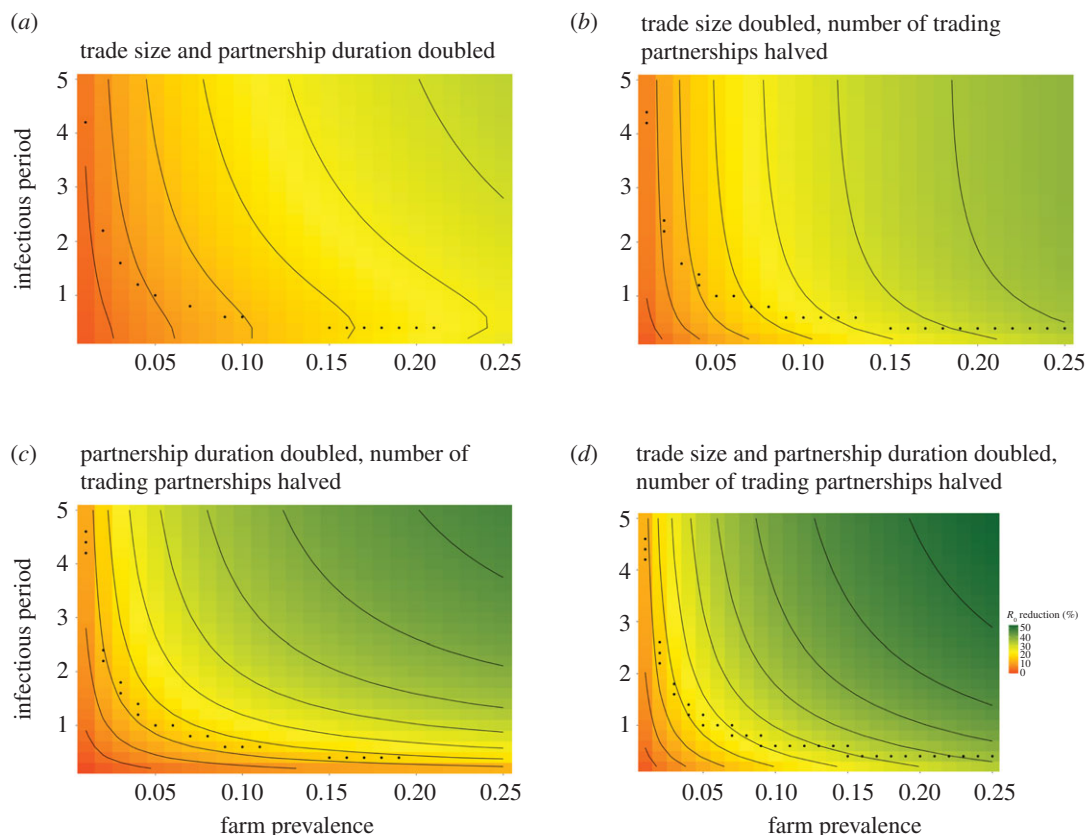 (a)
trade size and partnership duration doubled
(b)
trade size doubled, number of trading
partnerships halved
infectious period
5
4
3
2
1
0.05 0.10 0.15 0.20 0.25
5
4
3
2
1
0.05 0.10 0.15 0.20 0.25
(c)
partnership duration doubled, number of
trading partnerships halved
(d)
trade size and partnership duration doubled,
number of trading partnerships halved
infectious period
5
4
3
2
1
0.05 0.10 0.15 0.20 0.25
farm prevalence
5
4
3
2
1
0.05 0.10 0.15 0.20 0.25
farm prevalence
R0 reduction (%)
50
40
30
20
10
0